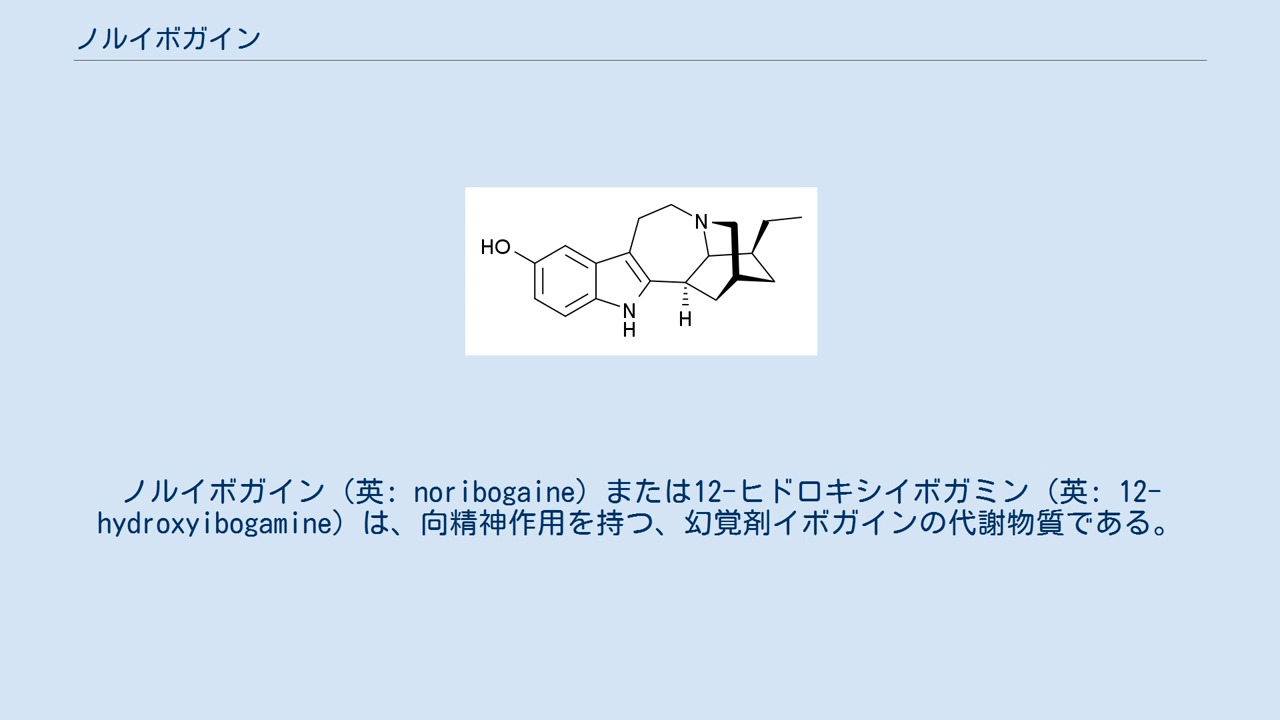 ノルイボガイン
HO
N
N
H
H
ノルイボガイン（英: noribogaine）または12-ヒドロキシイボガミン（英: 12-
hydroxyibogamine）は、向精神作用を持つ、幻覚剤イボガインの代謝物質である。